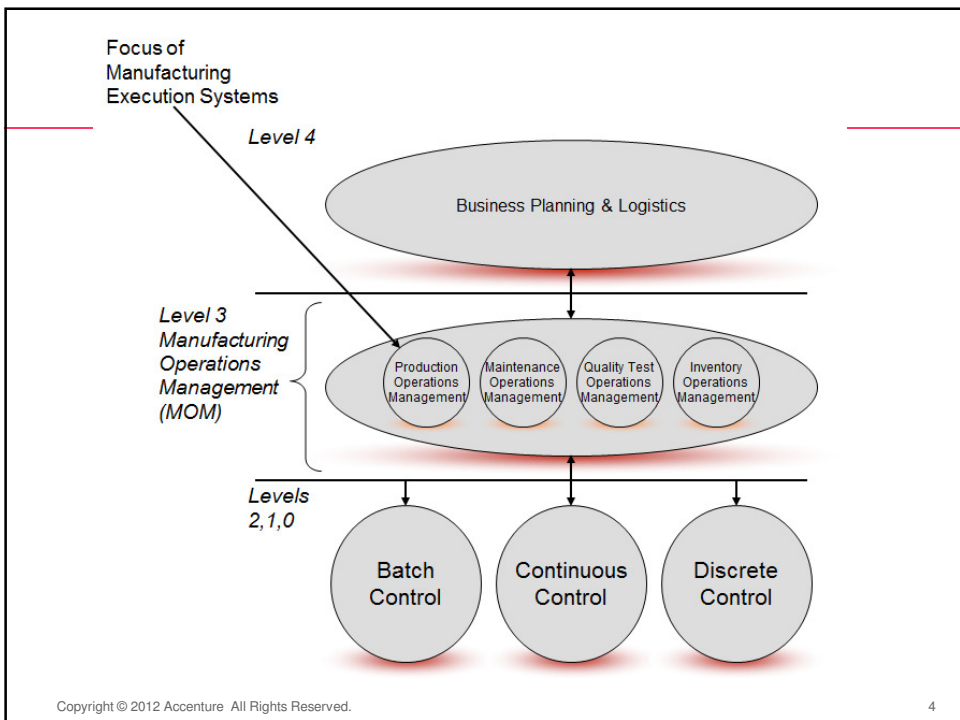 Focus of
Manufacturing
Execution Systems
Level 4
Business Planning & Logistics
Level 3
Manufacturing
Operations
Management
(MOM)
Production
Operations
Management
Maintenance
Operations
Management
Quality Test
Operations
Management
Inventory
Operations
Management
Levels
2,1,0
Batch
Control
Continuous
Control
Discrete
Control
Copyright © 2012 Accenture All Rights Reserved.
4